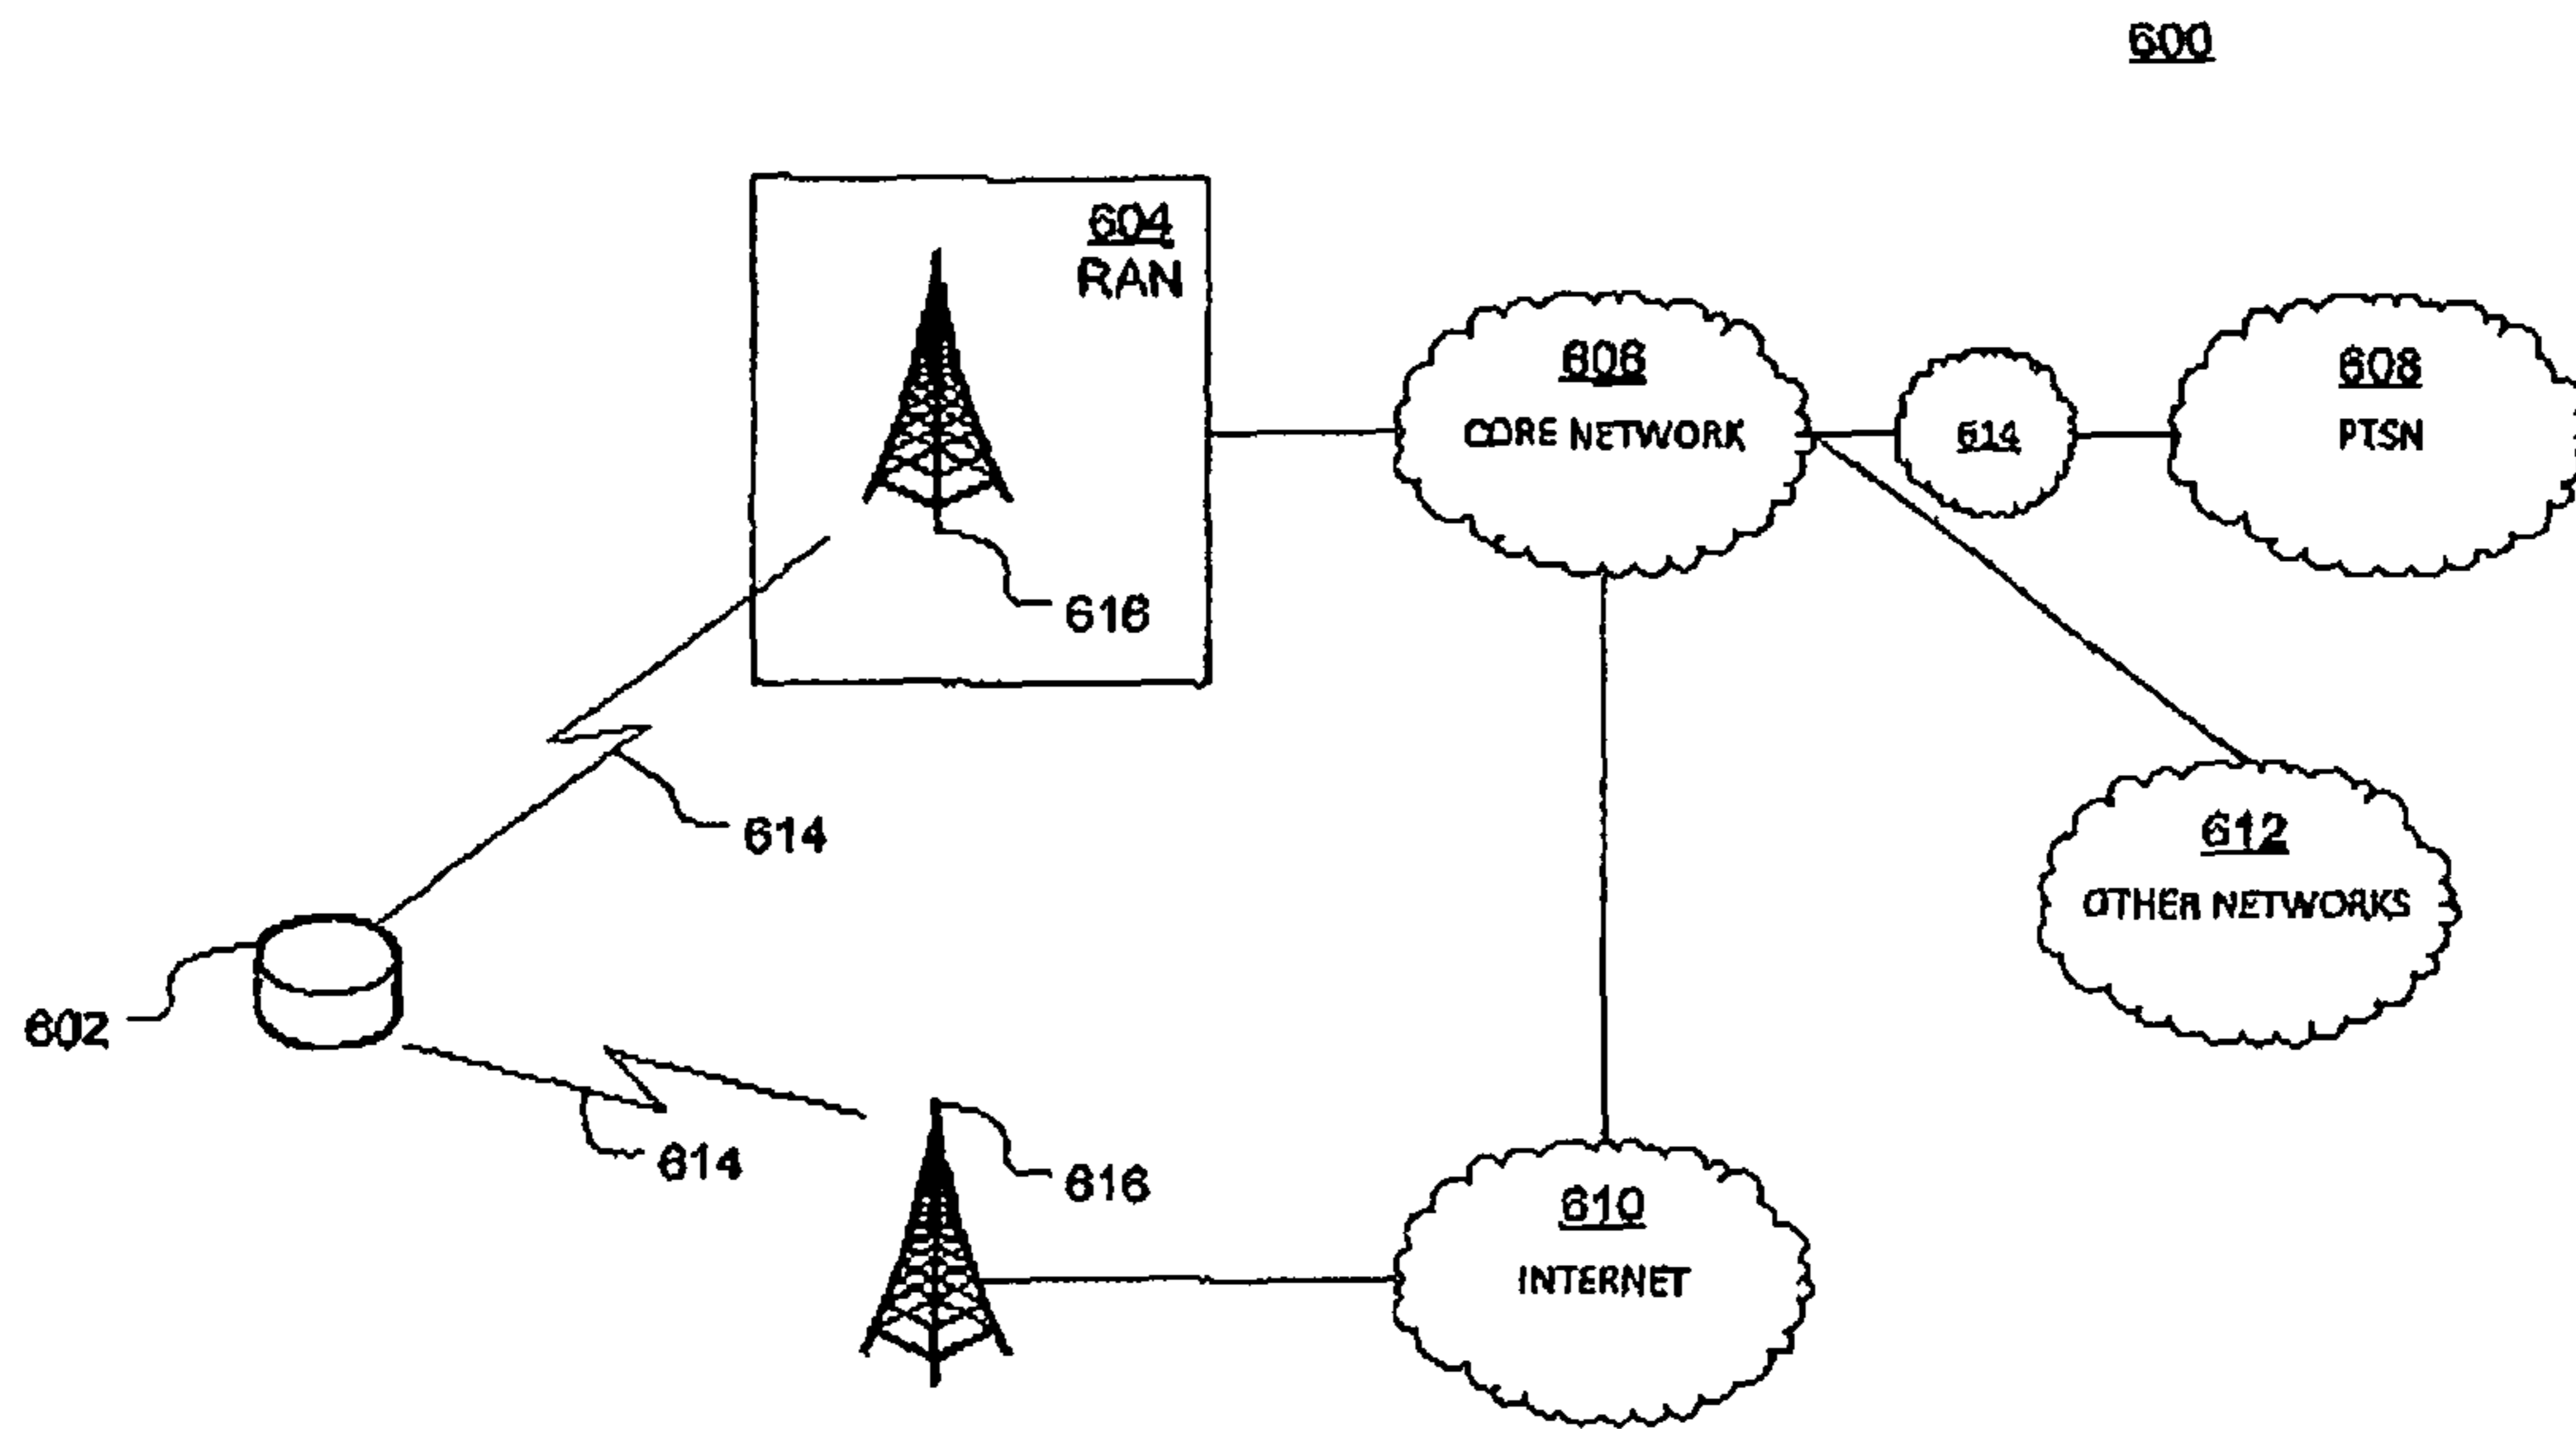 600
604
RAN
616
606
CORE NETWORK
614
608
PTSN
614
612
OTHER NETWORKS
602
614
616
610
INTERNET